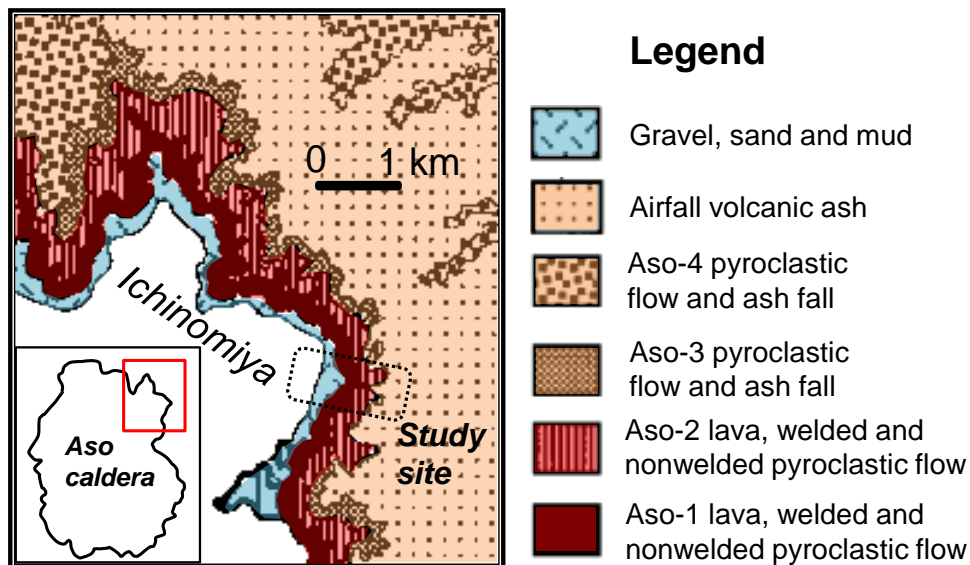 Legend
0 1 km
Ichinomiya
Study
site
Aso
caldera
Gravel, sand and mud
Airfall volcanic ash
Aso-4 pyroclastic
flow and ash fall
Aso-3 pyroclastic
flow and ash fall
Aso-2 lava, welded and
nonwelded pyroclastic flow
Aso-1 lava, welded and
nonwelded pyroclastic flow